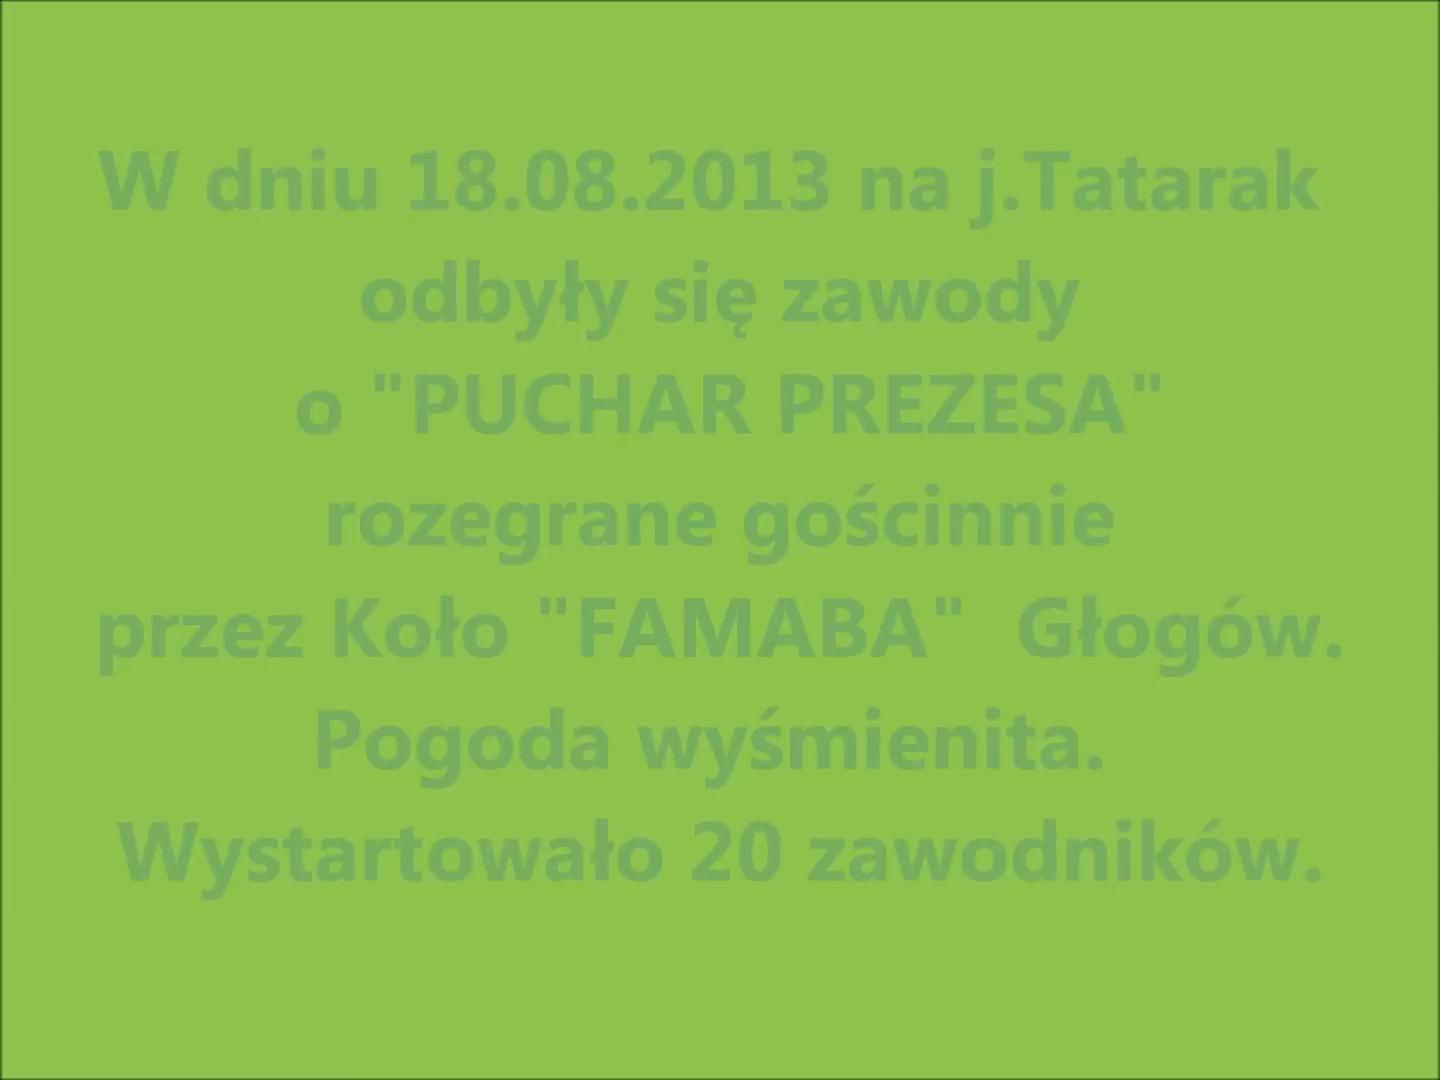 W dniu 18.08.2013 na j.Tatarak
odbyły się zawody
o "PUCHAR PREZESA"
rozegrane gościnnie
przez Koło "FAMABA"  Głogów.
Pogoda wyśmienita.
Wystartowało 20 zawodników.